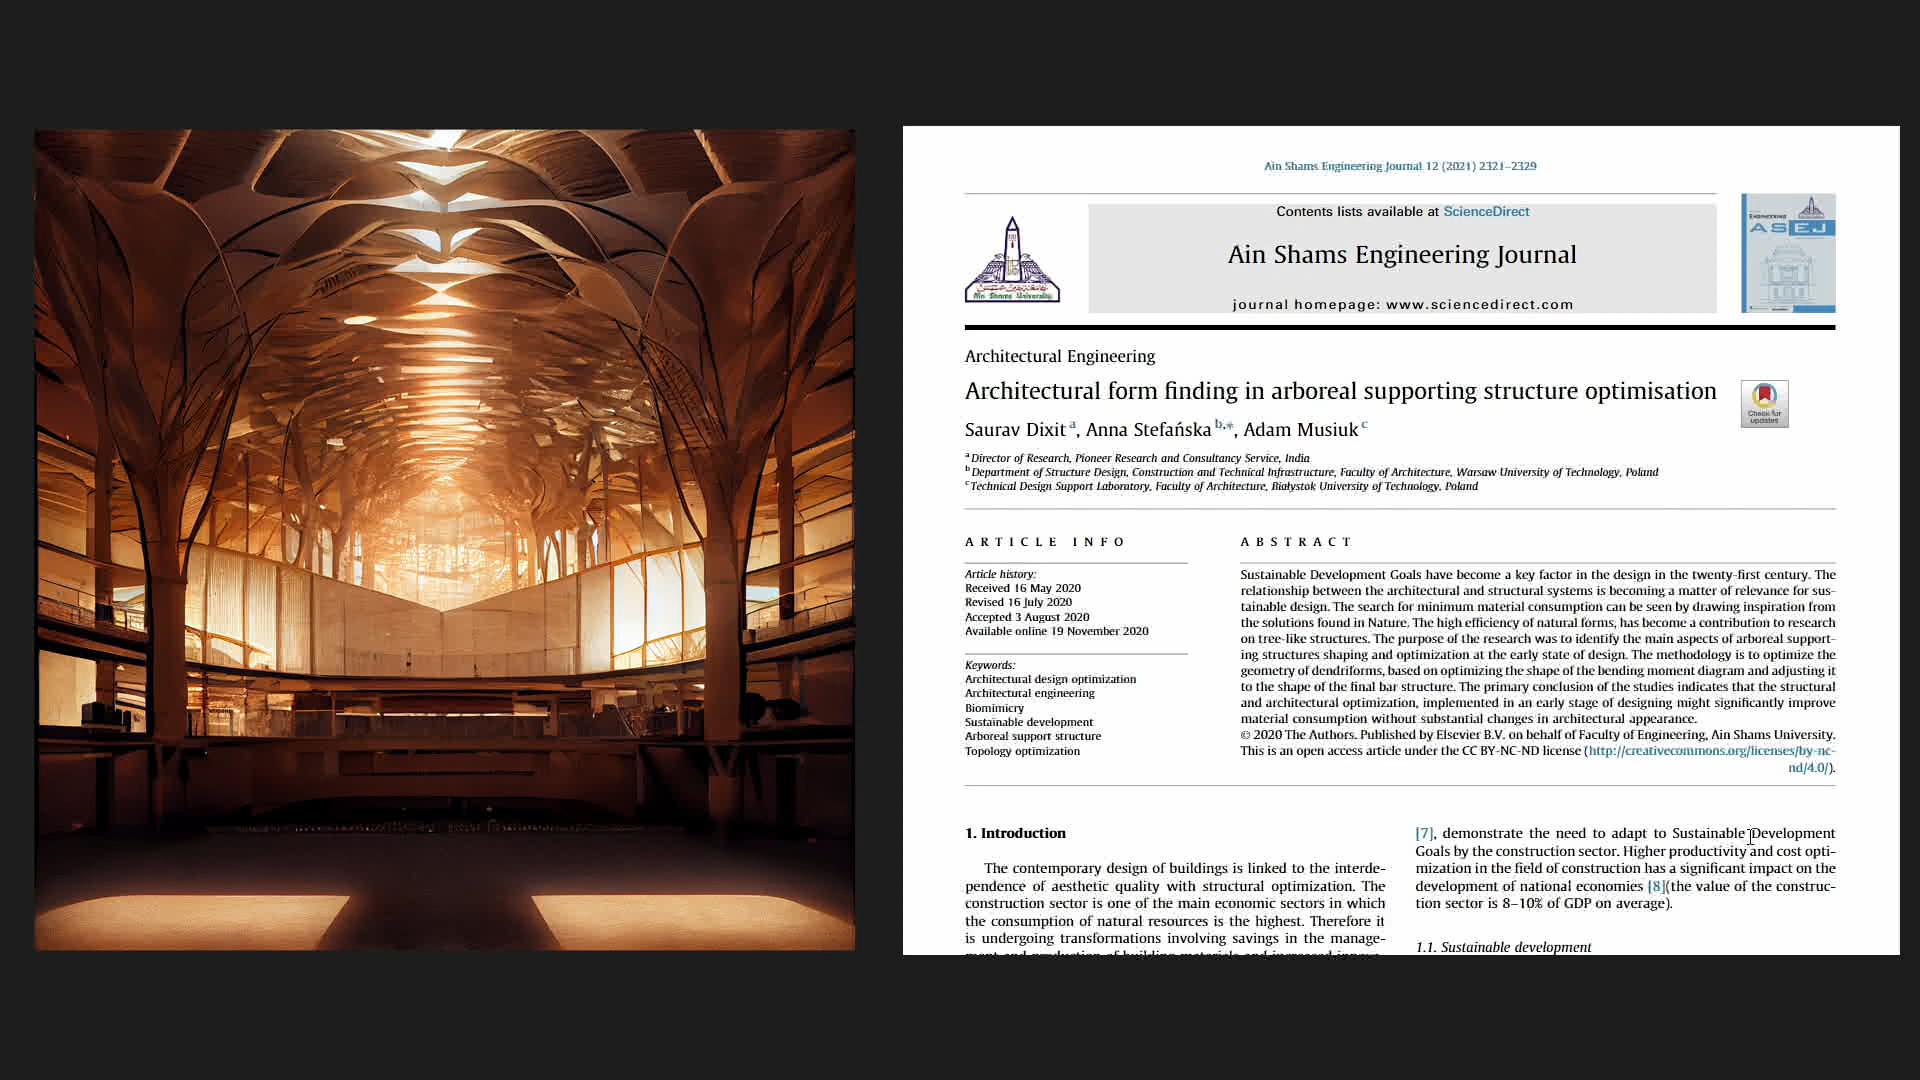 Ain Shams Engineering Journal 12 (2021) 2321–2329
Contents lists available at ScienceDirect
Ain Shams Engineering Journal
journal homepage: www.sciencedirect.com
Ain Shams University
ENGINEERING
ASEJ
Architectural Engineering
Architectural form finding in arboreal supporting structure optimisation
Check for
updates
Saurav Dixit a, Anna Stefańska b,*, Adam Musiuk c
a Director of Research, Pioneer Research and Consultancy Service, India
b Department of Structure Design, Construction and Technical Infrastructure, Faculty of Architecture, Warsaw University of Technology, Poland
c Technical Design Support Laboratory, Faculty of Architecture, Białystok University of Technology, Poland
ARTICLE INFO
Article history:
Received 16 May 2020
Revised 16 July 2020
Accepted 3 August 2020
Available online 19 November 2020
Keywords:
Architectural design optimization
Architectural engineering
Biomimicry
Sustainable development
Arboreal support structure
Topology optimization
ABSTRACT
Sustainable Development Goals have become a key factor in the design in the twenty-first century. The
relationship between the architectural and structural systems is becoming a matter of relevance for sus-
tainable design. The search for minimum material consumption can be seen by drawing inspiration from
the solutions found in Nature. The high efficiency of natural forms, has become a contribution to research
on tree-like structures. The purpose of the research was to identify the main aspects of arboreal support-
ing structures shaping and optimization at the early state of design. The methodology is to optimize the
geometry of dendriforms, based on optimizing the shape of the bending moment diagram and adjusting it
to the shape of the final bar structure. The primary conclusion of the studies indicates that the structural
and architectural optimization, implemented in an early stage of designing might significantly improve
material consumption without substantial changes in architectural appearance.
© 2020 The Authors. Published by Elsevier B.V. on behalf of Faculty of Engineering, Ain Shams University.
This is an open access article under the CC BY-NC-ND license (http://creativecommons.org/licenses/by-nc-
nd/4.0/).
1. Introduction
The contemporary design of buildings is linked to the interde-
pendence of aesthetic quality with structural optimization. The
construction sector is one of the main economic sectors in which
the consumption of natural resources is the highest. Therefore it
is undergoing transformations involving savings in the manage-
[7], demonstrate the need to adapt to Sustainable Development
Goals by the construction sector. Higher productivity and cost opti-
mization in the field of construction has a significant impact on the
development of national economies [8](the value of the construc-
tion sector is 8–10% of GDP on average).
1.1. Sustainable development